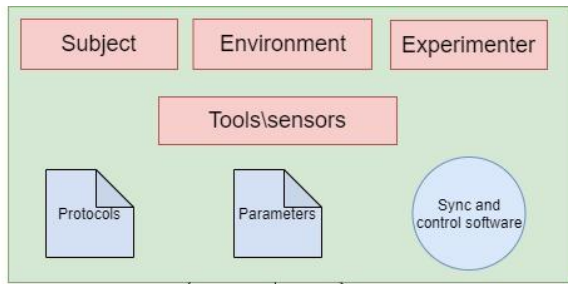 Subject
Environment
Experimenter
Tools\sensors
Protocols
Parameters
Sync and
control software